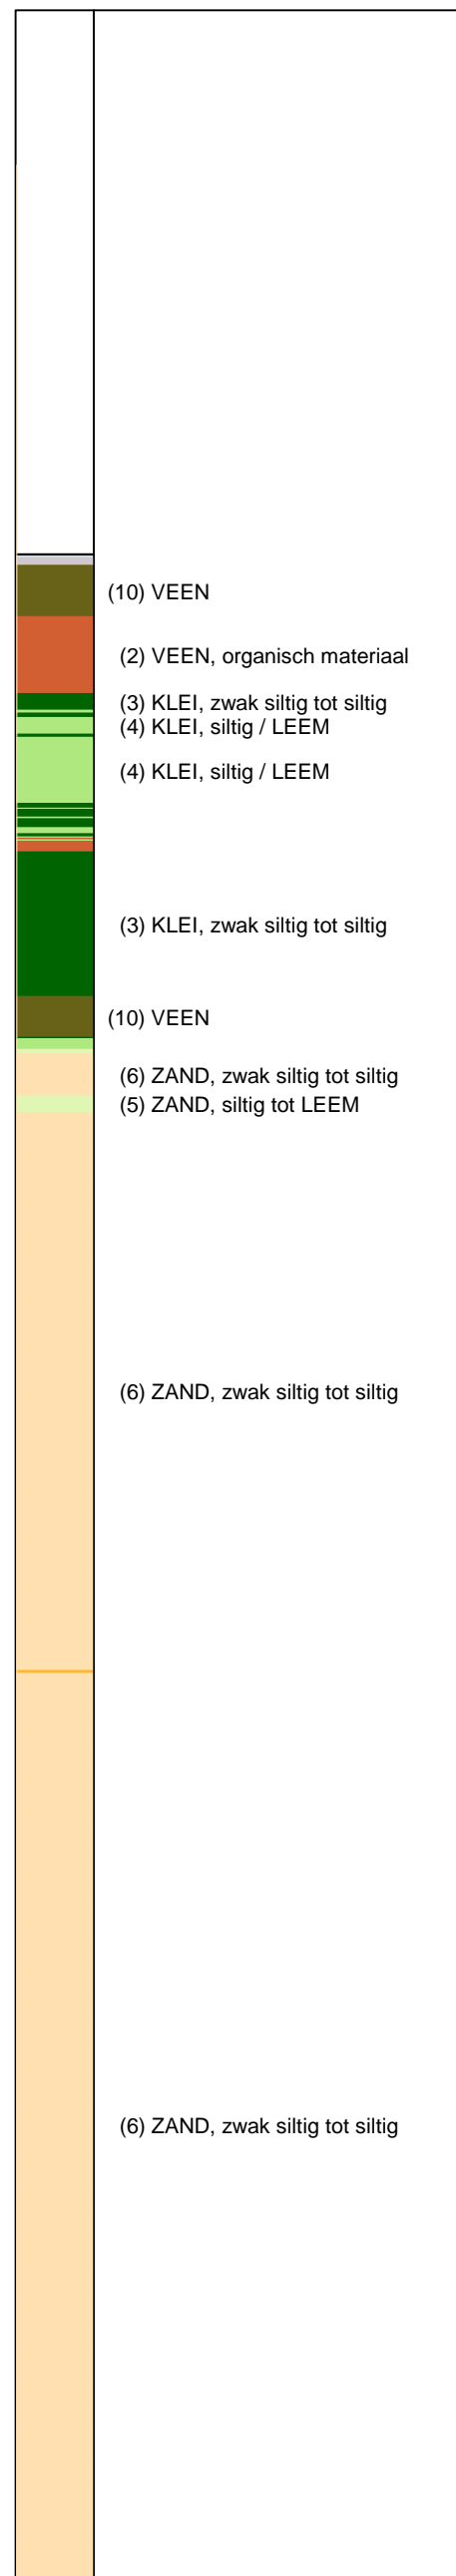 (10) VEEN
(2) VEEN, organisch materiaal
(3) KLEI, zwak siltig tot siltig
(4) KLEI, siltig / LEEM
(4) KLEI, siltig / LEEM
(3) KLEI, zwak siltig tot siltig
(10) VEEN
(6) ZAND, zwak siltig tot siltig
(5) ZAND, siltig tot LEEM
(6) ZAND, zwak siltig tot siltig
(6) ZAND, zwak siltig tot siltig